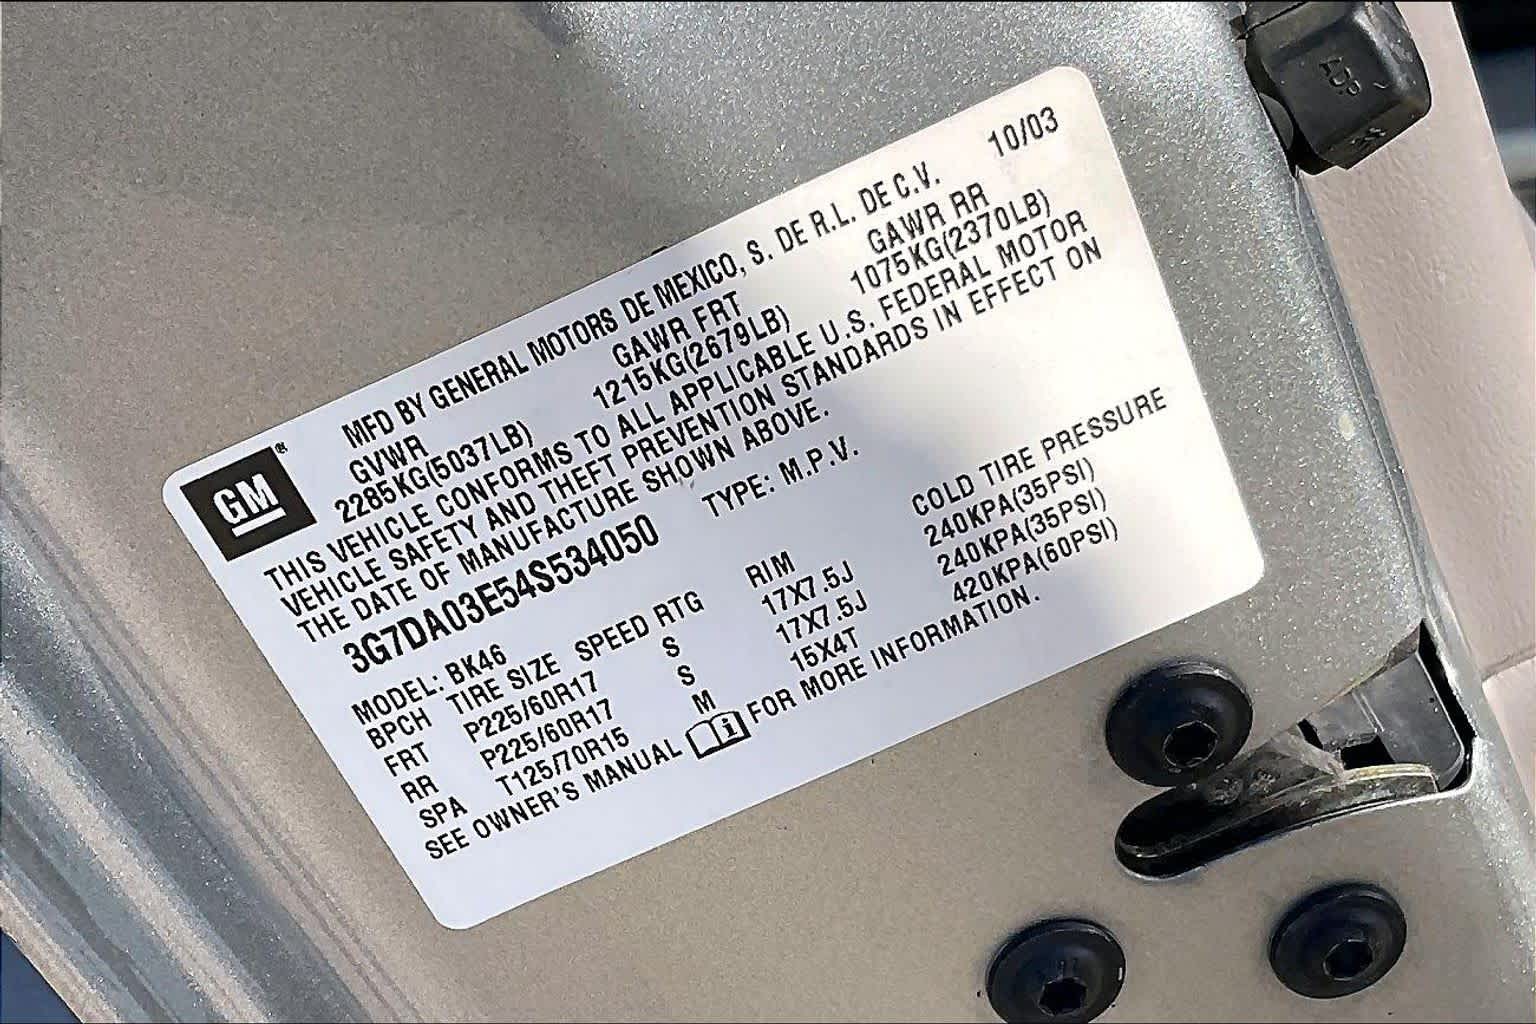 ADP
10/03
MFD BY GENERAL MOTORS DE MEXICO, S. DE R.L. DE C.V.
GVWR GAWR FRT GAWR RR
2285KG(5037LB) 1215KG(2679LB) 1075KG(2370LB)
GM®
THIS VEHICLE CONFORMS TO ALL APPLICABLE U.S. FEDERAL MOTOR
VEHICLE SAFETY AND THEFT PREVENTION STANDARDS IN EFFECT ON
THE DATE OF MANUFACTURE SHOWN ABOVE.
3G7DA03E54S534050 TYPE: M.P.V.
MODEL: BK46
BPCH TIRE SIZE SPEED RTG RIM COLD TIRE PRESSURE
FRT P225/60R17 S 17X7.5J 240KPA(35PSI)
RR P225/60R17 S 17X7.5J 240KPA(35PSI)
SPA T125/70R15 M 15X4T 420KPA(60PSI)
SEE OWNER'S MANUAL i FOR MORE INFORMATION.